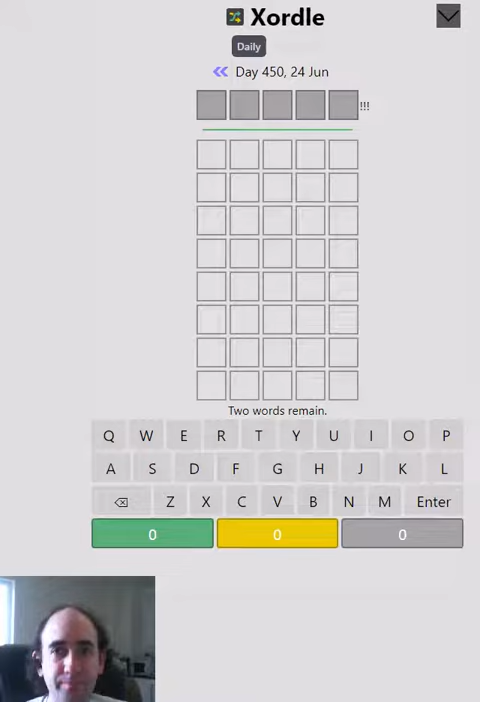 Xordle
Daily
Day 450, 24 Jun
!!!
Two words remain.
Q W E R T Y U I O P
A S D F G H J K L
Z X C V B N M Enter
0 0 0